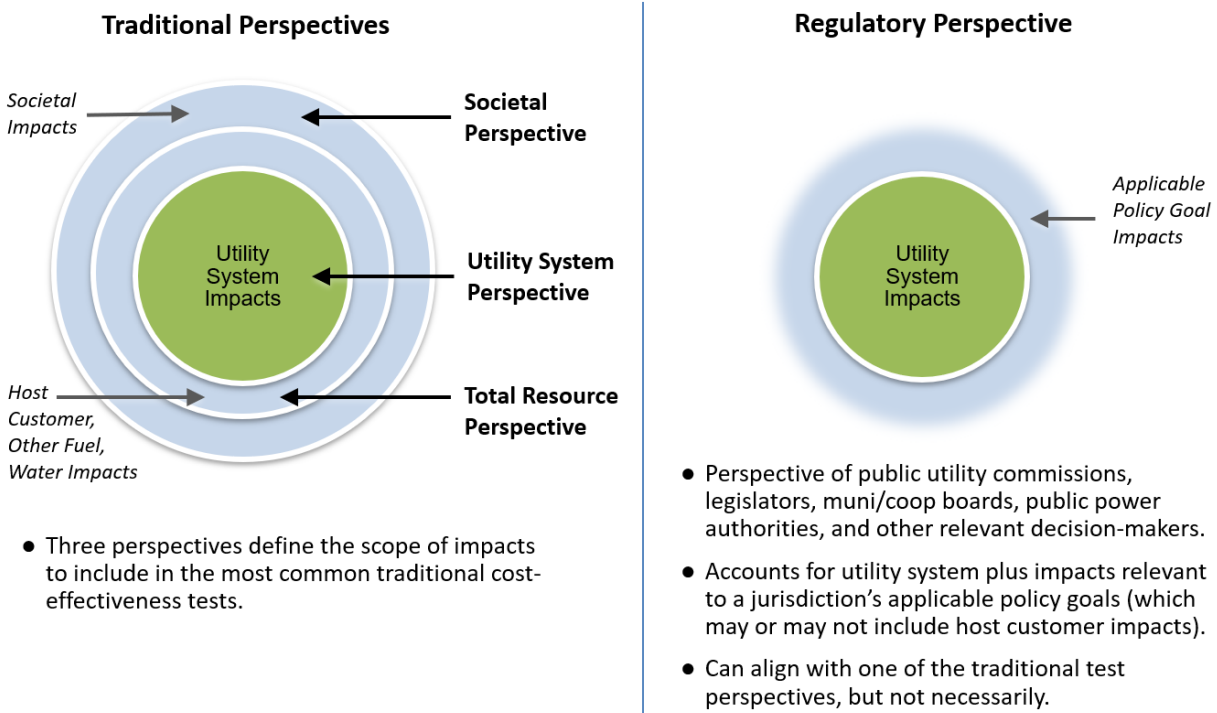 Traditional Perspectives
Societal
Impacts
Societal
Perspective
Utility
System
Impacts
Utility System
Perspective
Host
Customer,
Other Fuel,
Water Impacts
Total Resource
Perspective
● Three perspectives define the scope of impacts
to include in the most common traditional cost-
effectiveness tests.
Regulatory Perspective
Applicable
Policy Goal
Impacts
Utility
System
Impacts
● Perspective of public utility commissions,
legislators, muni/coop boards, public power
authorities, and other relevant decision-makers.
● Accounts for utility system plus impacts relevant
to a jurisdiction’s applicable policy goals (which
may or may not include host customer impacts).
● Can align with one of the traditional test
perspectives, but not necessarily.